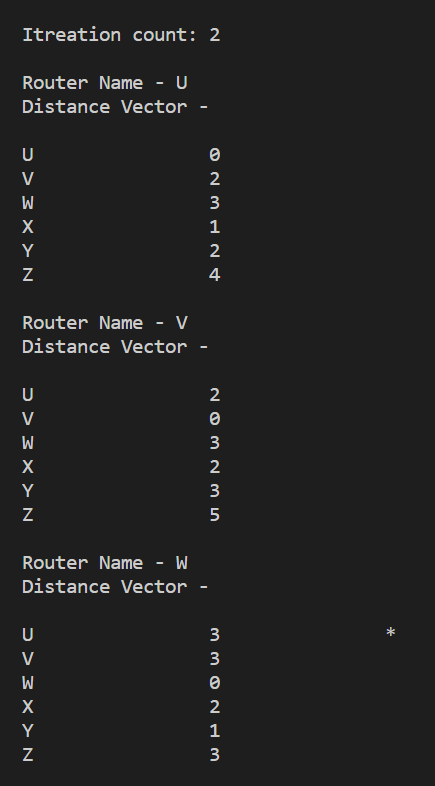 Itreation count: 2
Router Name - U
Distance Vector -
U 0
V 2
W 3
X 1
Y 2
Z 4
Router Name - V
Distance Vector -
U 2
V 0
W 3
X 2
Y 3
Z 5
Router Name - W
Distance Vector -
U 3 *
V 3
W 0
X 2
Y 1
Z 3